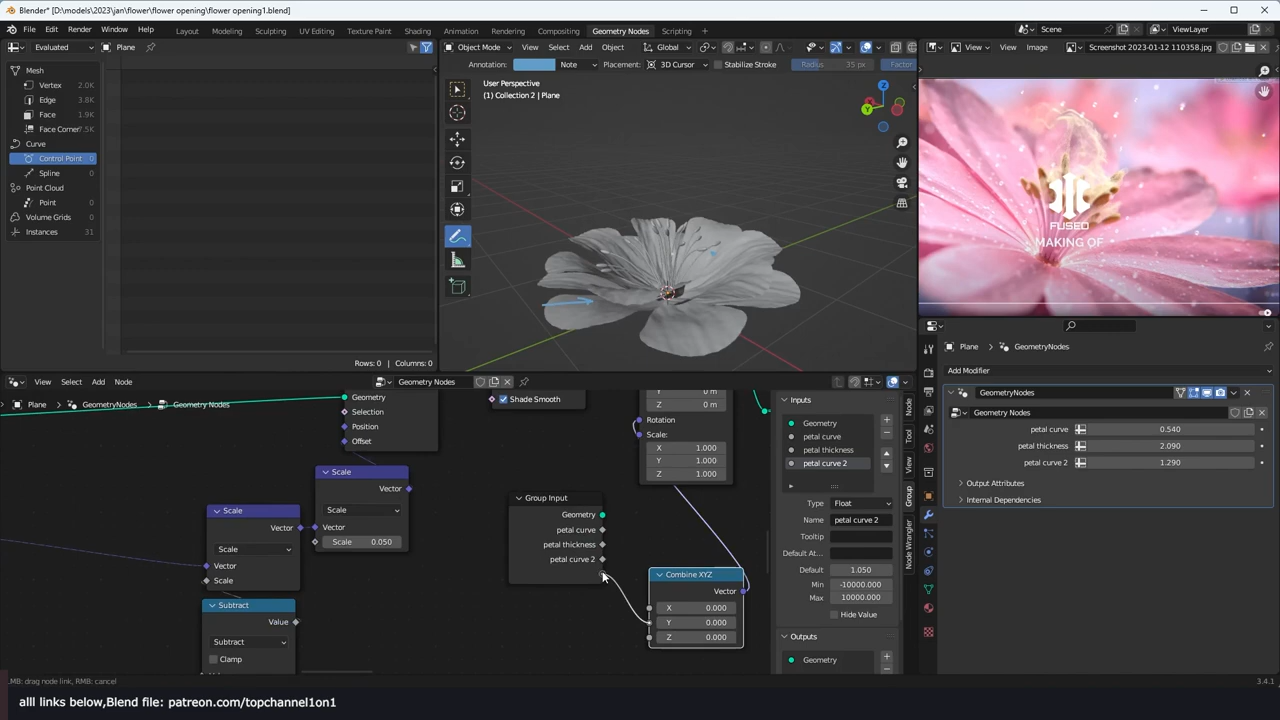 Blender* [D:\models\2023\jan\flower\flower opening\flower opening1.blend]
File Edit Render Window Help Layout Modeling Sculpting UV Editing Texture Paint Shading Animation Rendering Compositing Geometry Nodes Scripting Scene ViewLayer
Evaluated Plane Object Mode View Select Add Object Global View View Image Screenshot 2023-01-12 110358.jpg
Annotation: Note Placement: 3D Cursor Stabilize Stroke Radius 35 px Factor
Mesh
Vertex 2.0K
Edge 3.8K
Face 1.9K
Face Corner 7.5K
Curve
Control Point 0
Spline 0
Point Cloud
Point 0
Volume Grids
Instances 31
Rows: 0 | Columns: 0
User Perspective
(1) Collection 2 | Plane
Z
Y
FUSED
MAKING OF
View Select Add Node Geometry Nodes
Plane > GeometryNodes > Geometry Nodes
Geometry
Selection
Position
Offset
Shade Smooth
Y 0 m
Z 0 m
Rotation
Scale:
X 1.000
Y 1.000
Z 1.000
Scale
Vector
Scale
Vector
Scale 0.050
Scale
Vector
Scale
Vector
Scale
Subtract
Value
Subtract
Clamp
Group Input
Geometry
petal curve
petal thickness
petal curve 2
Combine XYZ
Vector
X 0.000
Y 0.000
Z 0.000
Inputs
Geometry
petal curve
petal thickness
petal curve 2
Type Float
Name petal curve 2
Tooltip
Default At...
Default 1.050
Min -10000.000
Max 10000.000
Hide Value
Outputs
Geometry
Node
Tool
View
Group
Node Wrangler
Plane > GeometryNodes
Add Modifier
GeometryNodes
Geometry Nodes
petal curve 0.540
petal thickness 2.090
petal curve 2 1.290
Output Attributes
Internal Dependencies
LMB: drag node link, RMB: cancel
3.4.1
alll links below,Blend file: patreon.com/topchannel1on1